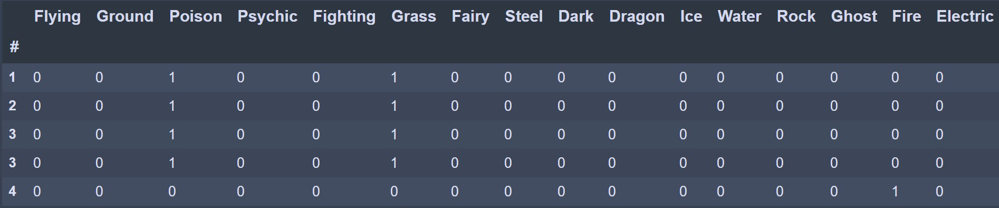 Flying Ground Poison Psychic Fighting Grass Fairy Steel Dark Dragon Ice Water Rock Ghost Fire Electric
#
1 0 0 1 0 0 1 0 0 0 0 0 0 0 0 0 0
2 0 0 1 0 0 1 0 0 0 0 0 0 0 0 0 0
3 0 0 1 0 0 1 0 0 0 0 0 0 0 0 0 0
3 0 0 1 0 0 1 0 0 0 0 0 0 0 0 0 0
4 0 0 0 0 0 0 0 0 0 0 0 0 0 0 1 0